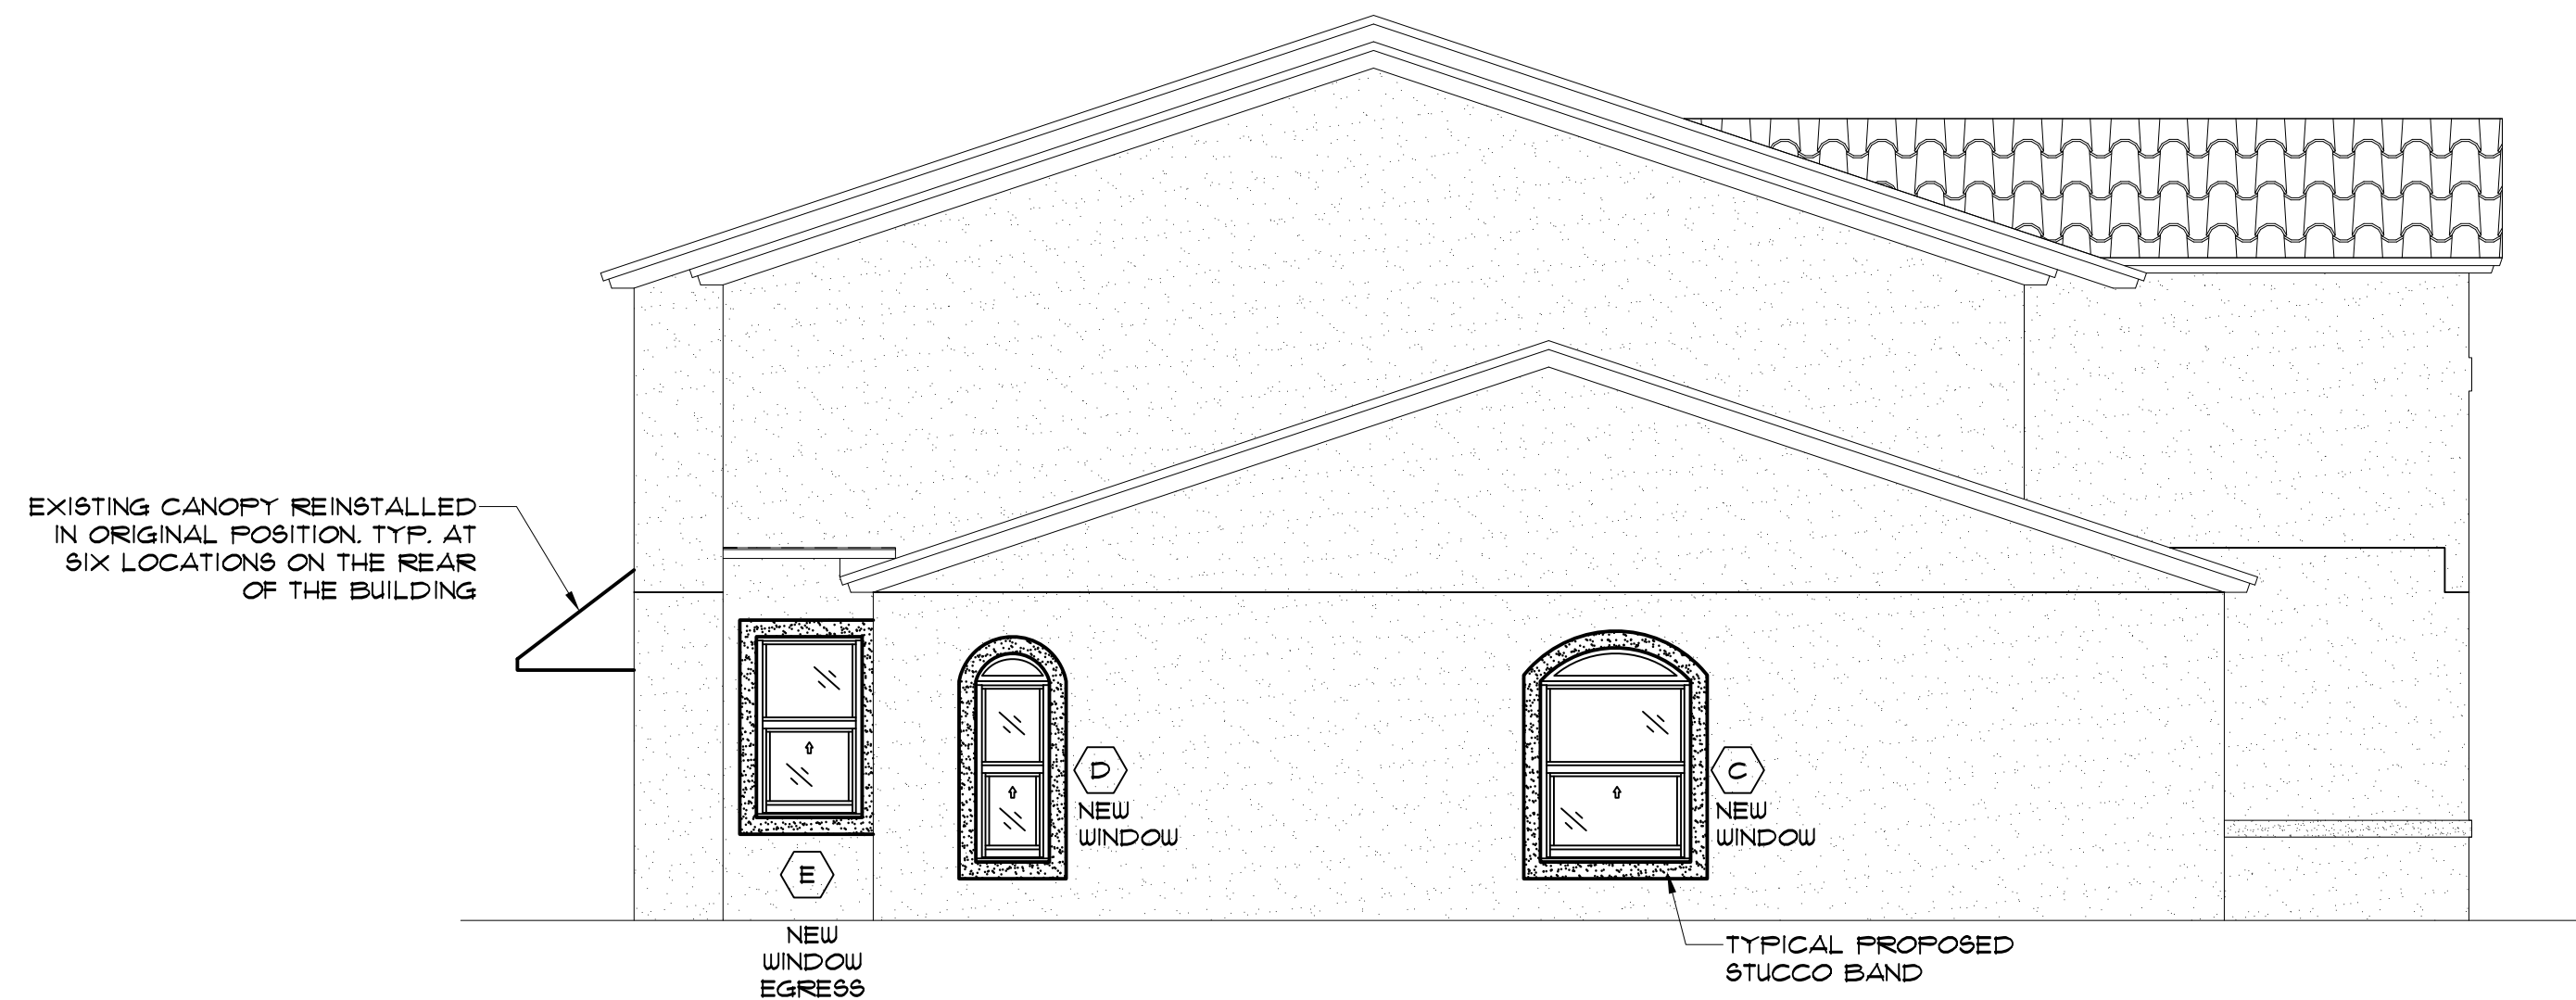 EXISTING CANOPY REINSTALLED
IN ORIGINAL POSITION. TYP. AT
SIX LOCATIONS ON THE REAR
OF THE BUILDING
E
NEW
WINDOW
EGRESS
D
NEW
WINDOW
C
NEW
WINDOW
TYPICAL PROPOSED
STUCCO BAND